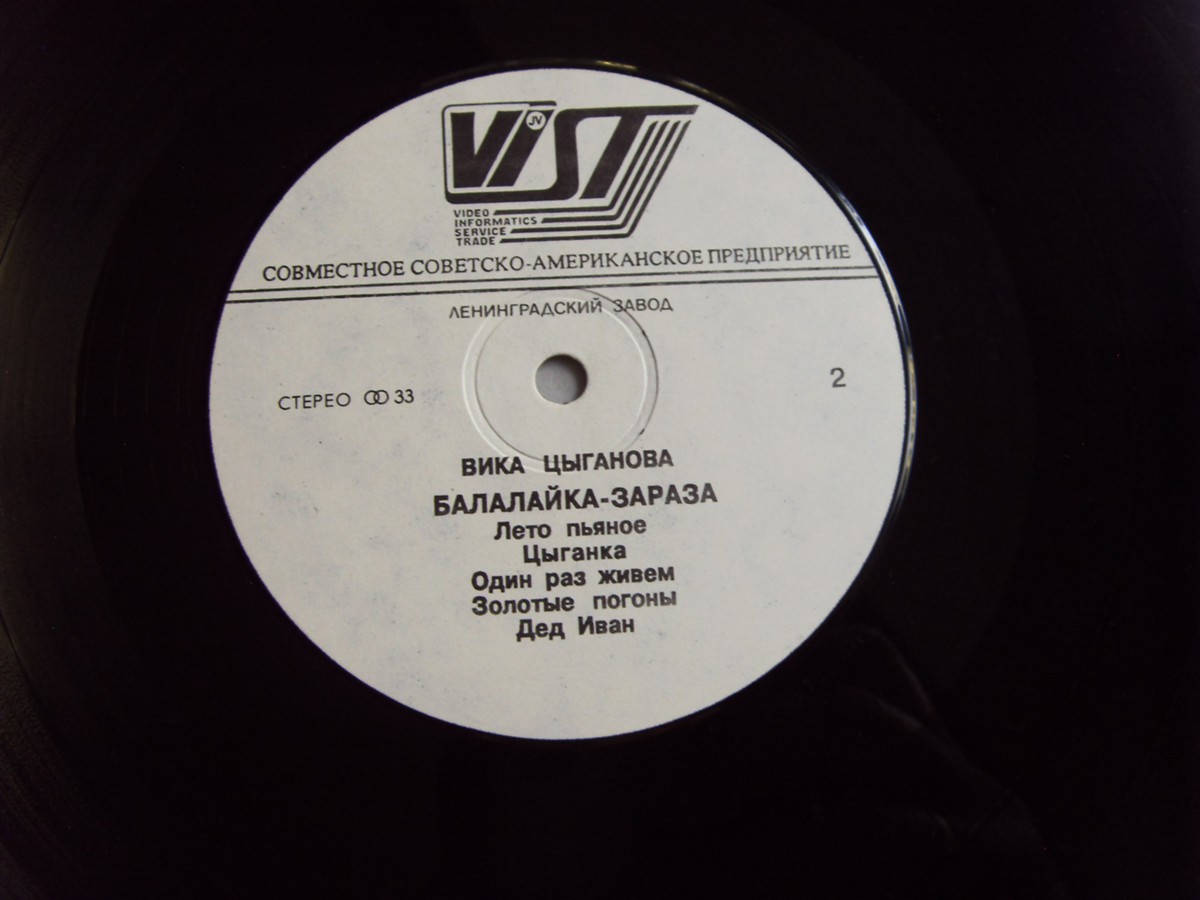 ViST
JV
VIDEO
INFORMATICS
SERVICE
TRADE
СОВМЕСТНОЕ СОВЕТСКО-АМЕРИКАНСКОЕ ПРЕДПРИЯТИЕ
ЛЕНИНГРАДСКИЙ ЗАВОД
СТЕРЕО 33
2
ВИКА ЦЫГАНОВА
БАЛАЛАЙКА-ЗАРАЗА
Лето пьяное
Цыганка
Один раз живем
Золотые погоны
Дед Иван